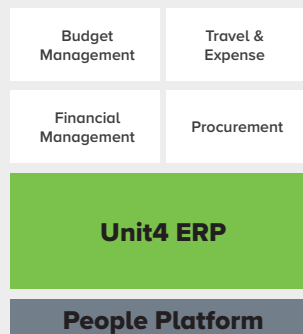 Budget
Management
Travel &
Expense
Financial
Management
Procurement
Unit4 ERP
People Platform